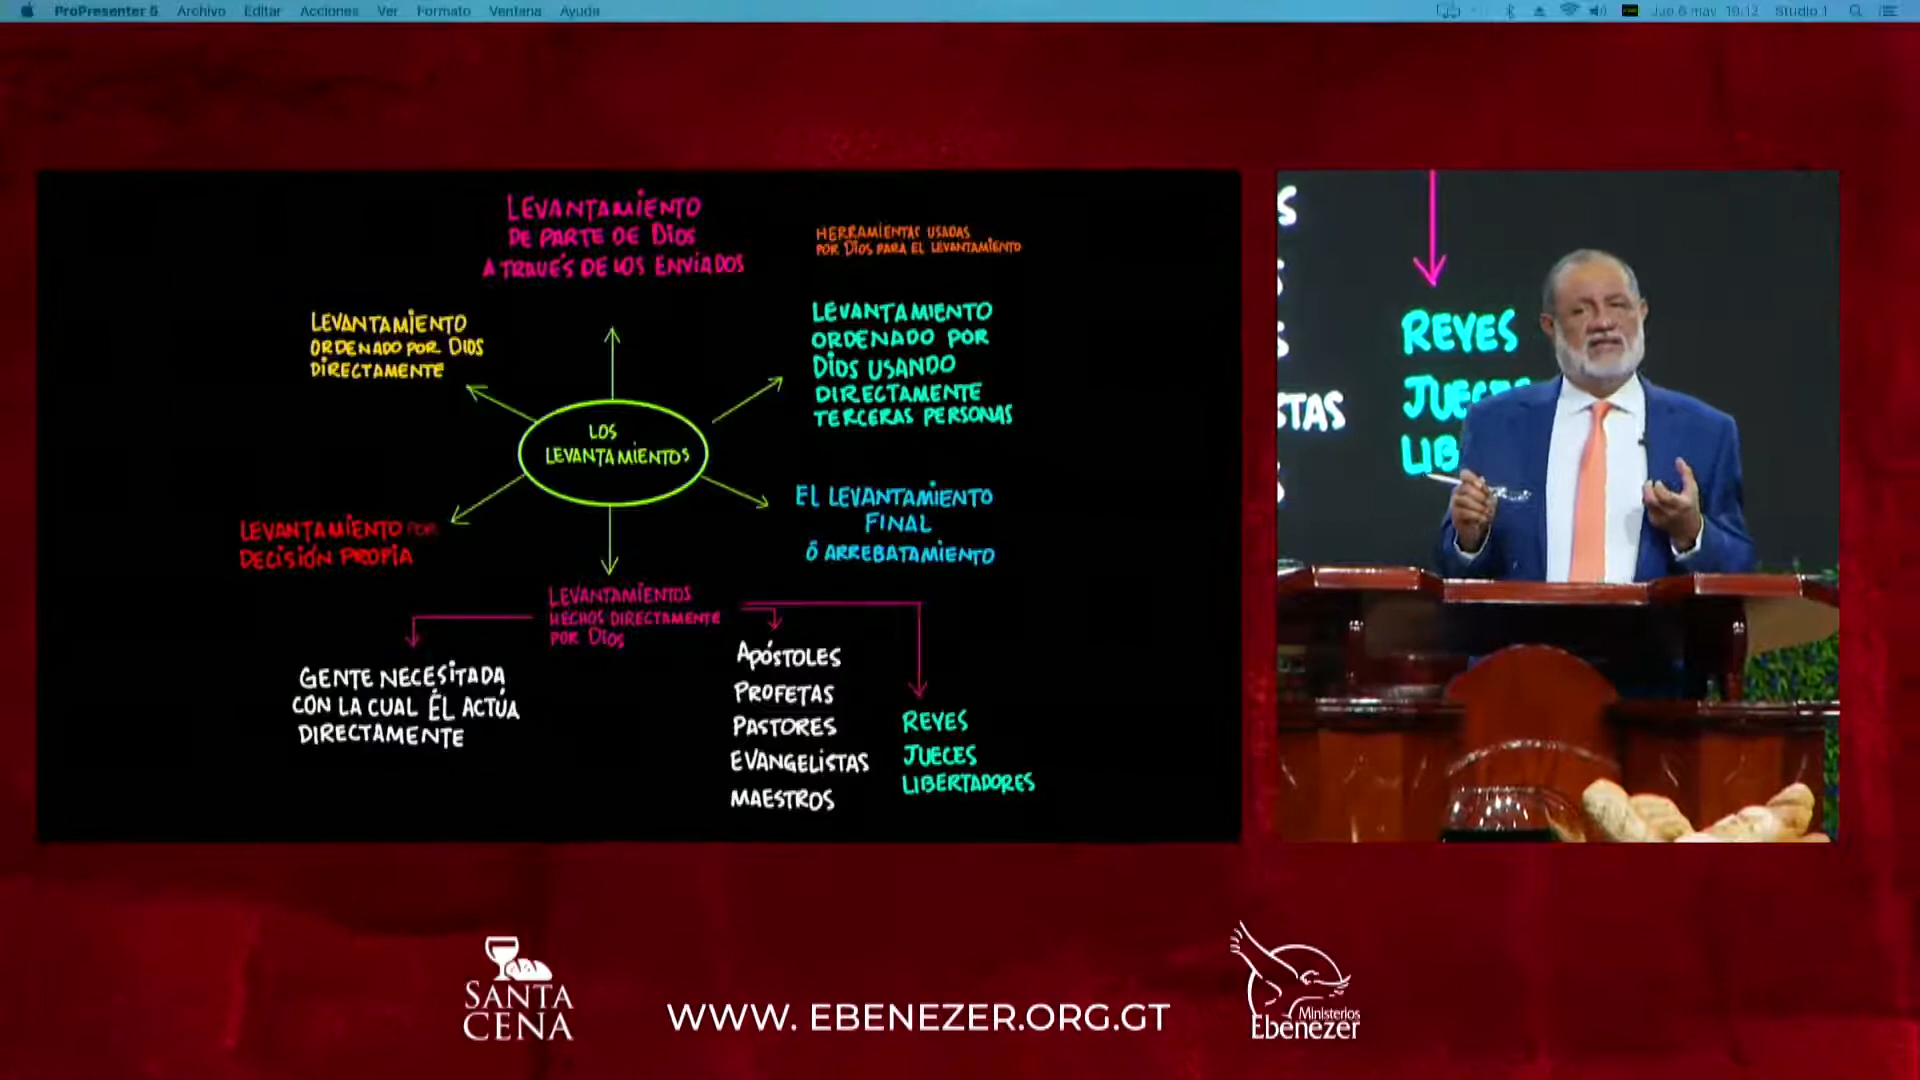 ProPresenter 6 Archivo Editar Acciones Ver Formato Ventana Ayuda
Studio 1
LEVANTAMIENTO
DE PARTE DE DIOS
A TRAVÉS DE LOS ENVIADOS
HERRAMIENTAS USADAS
POR DIOS PARA EL LEVANTAMIENTO
LEVANTAMIENTO
ORDENADO POR DIOS
DIRECTAMENTE
LEVANTAMIENTO
ORDENADO POR
DIOS USANDO
DIRECTAMENTE
TERCERAS PERSONAS
LOS
LEVANTAMIENTOS
EL LEVANTAMIENTO
FINAL
Ó ARREBATAMIENTO
LEVANTAMIENTO POR
DECISIÓN PROPIA
LEVANTAMIENTOS
HECHOS DIRECTAMENTE
POR DIOS
GENTE NECESITADA
CON LA CUAL ÉL ACTÚA
DIRECTAMENTE
APÓSTOLES
PROFETAS
PASTORES
EVANGELISTAS
MAESTROS
REYES
JUECES
LIBERTADORES
S
REYES
JUECES
STAS
LIB
SANTA
CENA
WWW. EBENEZER.ORG.GT
Ministerios
Ebenezer